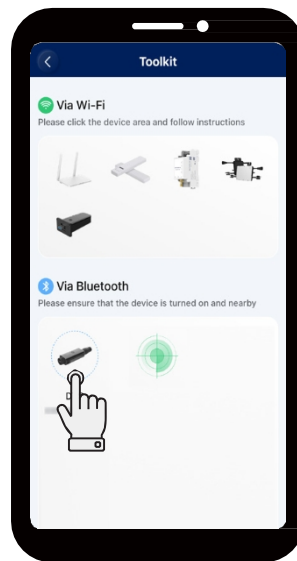 Toolkit
Via Wi-Fi
Please click the device area and follow instructions
Via Bluetooth
Please ensure that the device is turned on and nearby